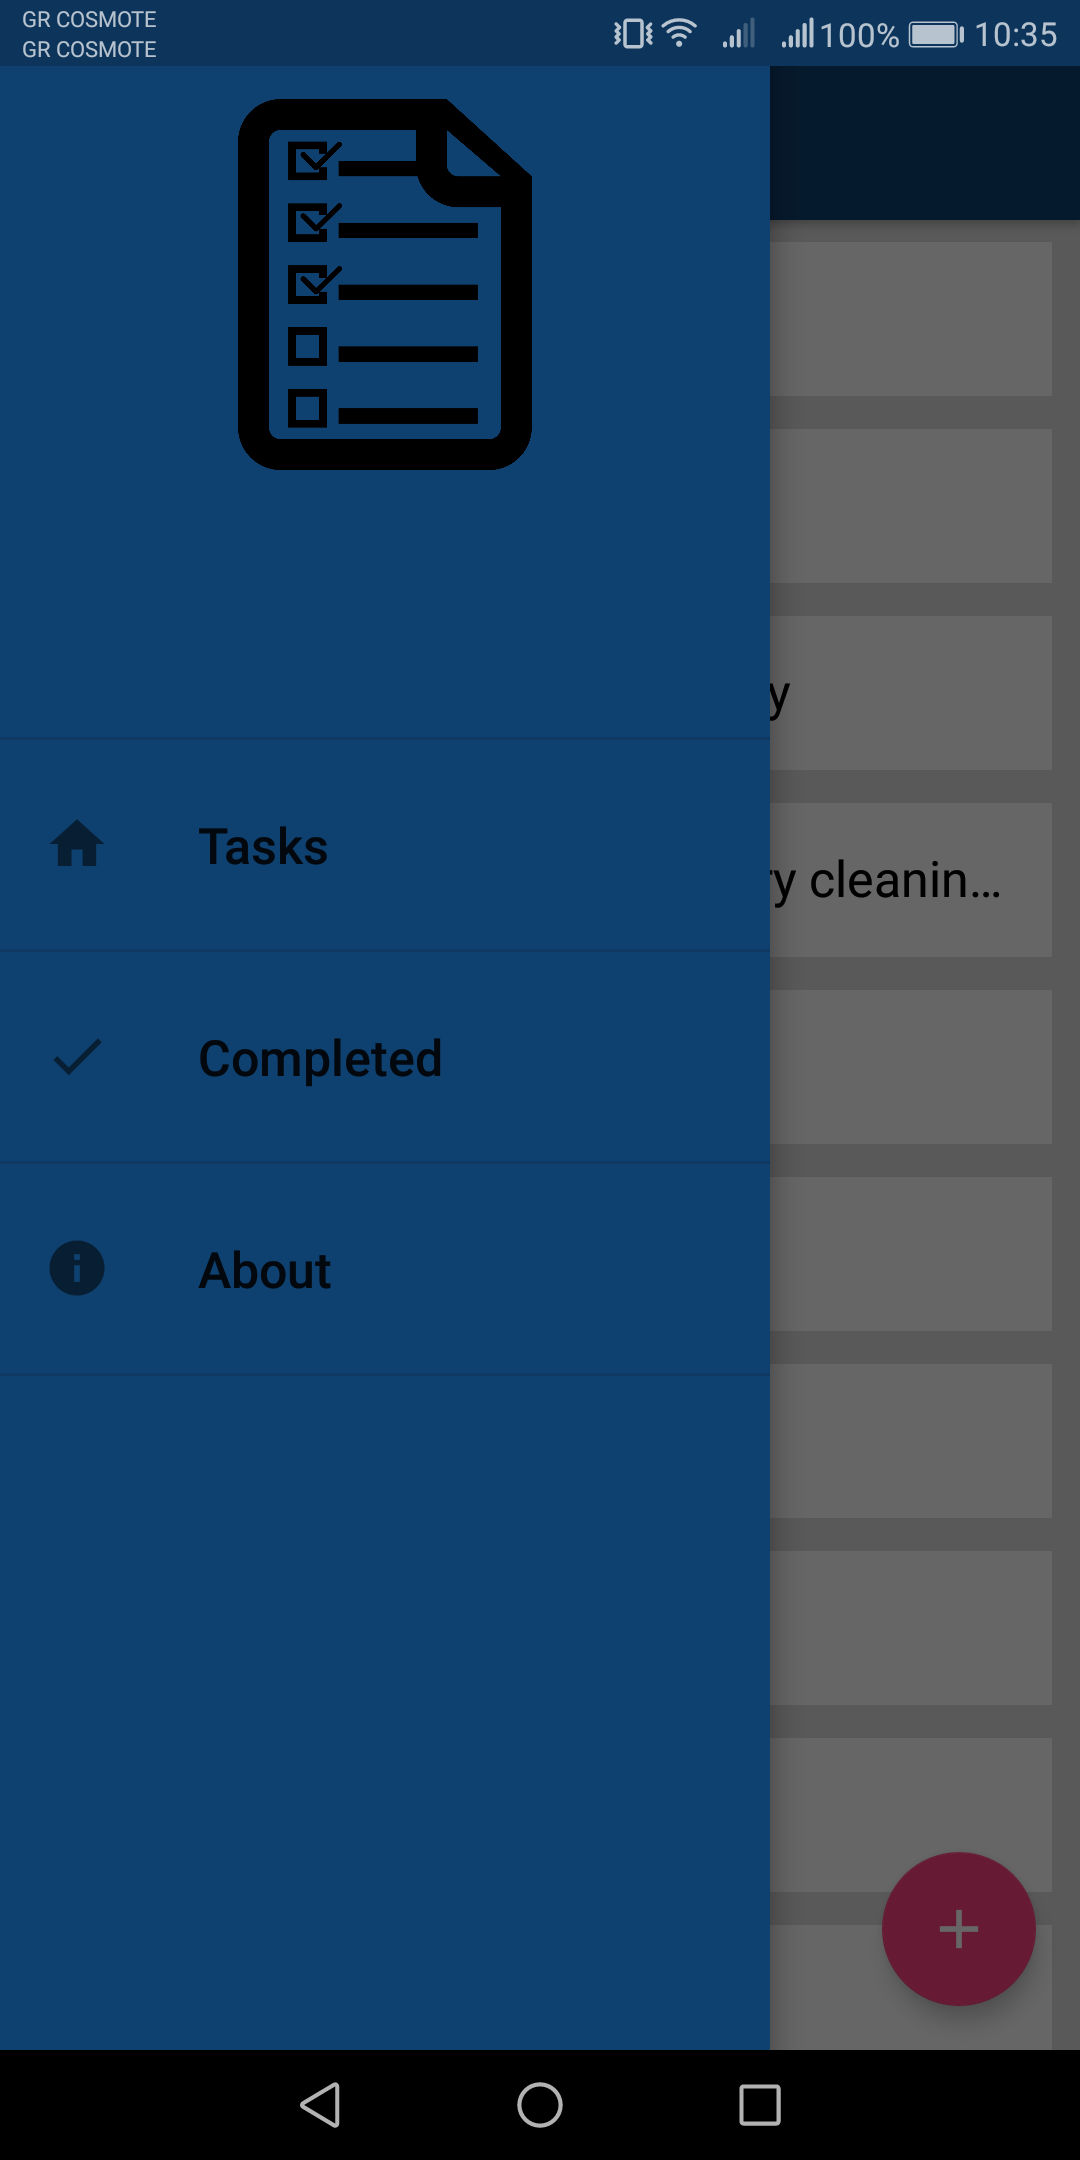 GR COSMOTE
GR COSMOTE
100% 10:35
y
y cleanin...
Tasks
Completed
About